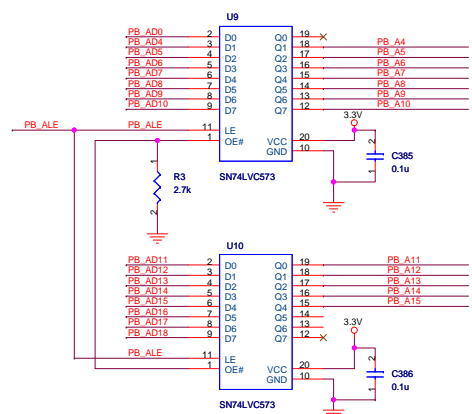 U9
PB_AD0 2 D0 Q0 19
PB_AD4 3 D1 Q1 18 PB_A4
PB_AD5 4 D2 Q2 17 PB_A5
PB_AD6 5 D3 Q3 16 PB_A6
PB_AD7 6 D4 Q4 15 PB_A7
PB_AD8 7 D5 Q5 14 PB_A8
PB_AD9 8 D6 Q6 13 PB_A9
PB_AD10 9 D7 Q7 12 PB_A10
3.3V
PB_ALE PB_ALE 11 LE
1 OE# VCC 20
GND 10
2 C385
1 0.1u
1 R3
2 2.7k
SN74LVC573
U10
PB_AD11 2 D0 Q0 19 PB_A11
PB_AD12 3 D1 Q1 18 PB_A12
PB_AD13 4 D2 Q2 17 PB_A13
PB_AD14 5 D3 Q3 16 PB_A14
PB_AD15 6 D4 Q4 15 PB_A15
PB_AD16 7 D5 Q5 14
PB_AD17 8 D6 Q6 13
PB_AD18 9 D7 Q7 12
3.3V
PB_ALE 11 LE
1 OE# VCC 20
GND 10
2 C386
1 0.1u
SN74LVC573